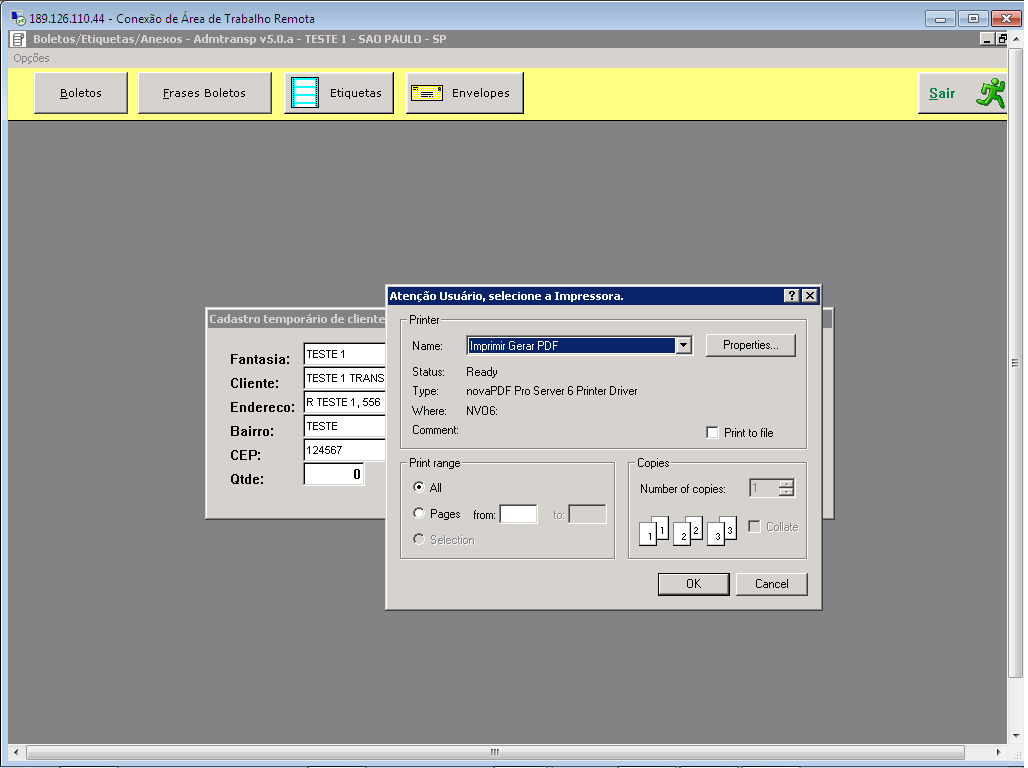 189.126.110.44 - Conexão de Área de Trabalho Remota
Boletos/Etiquetas/Anexos - Admtransp v5.0.a - TESTE 1 - SAO PAULO - SP
Opções
Boletos Frases Boletos Etiquetas Envelopes Sair
Cadastro temporário de cliente
Fantasia: TESTE 1
Cliente: TESTE 1 TRANS
Endereco: R TESTE 1, 556
Bairro: TESTE
CEP: 124567
Qtde: 0
Atenção Usuário, selecione a Impressora.
Printer
Name: Imprimir Gerar PDF Properties...
Status: Ready
Type: novaPDF Pro Server 6 Printer Driver
Where: NVO6:
Comment: Print to file
Print range
All
Pages from: to:
Selection
Copies
Number of copies: 1
1 1 2 2 3 3 Collate
OK Cancel